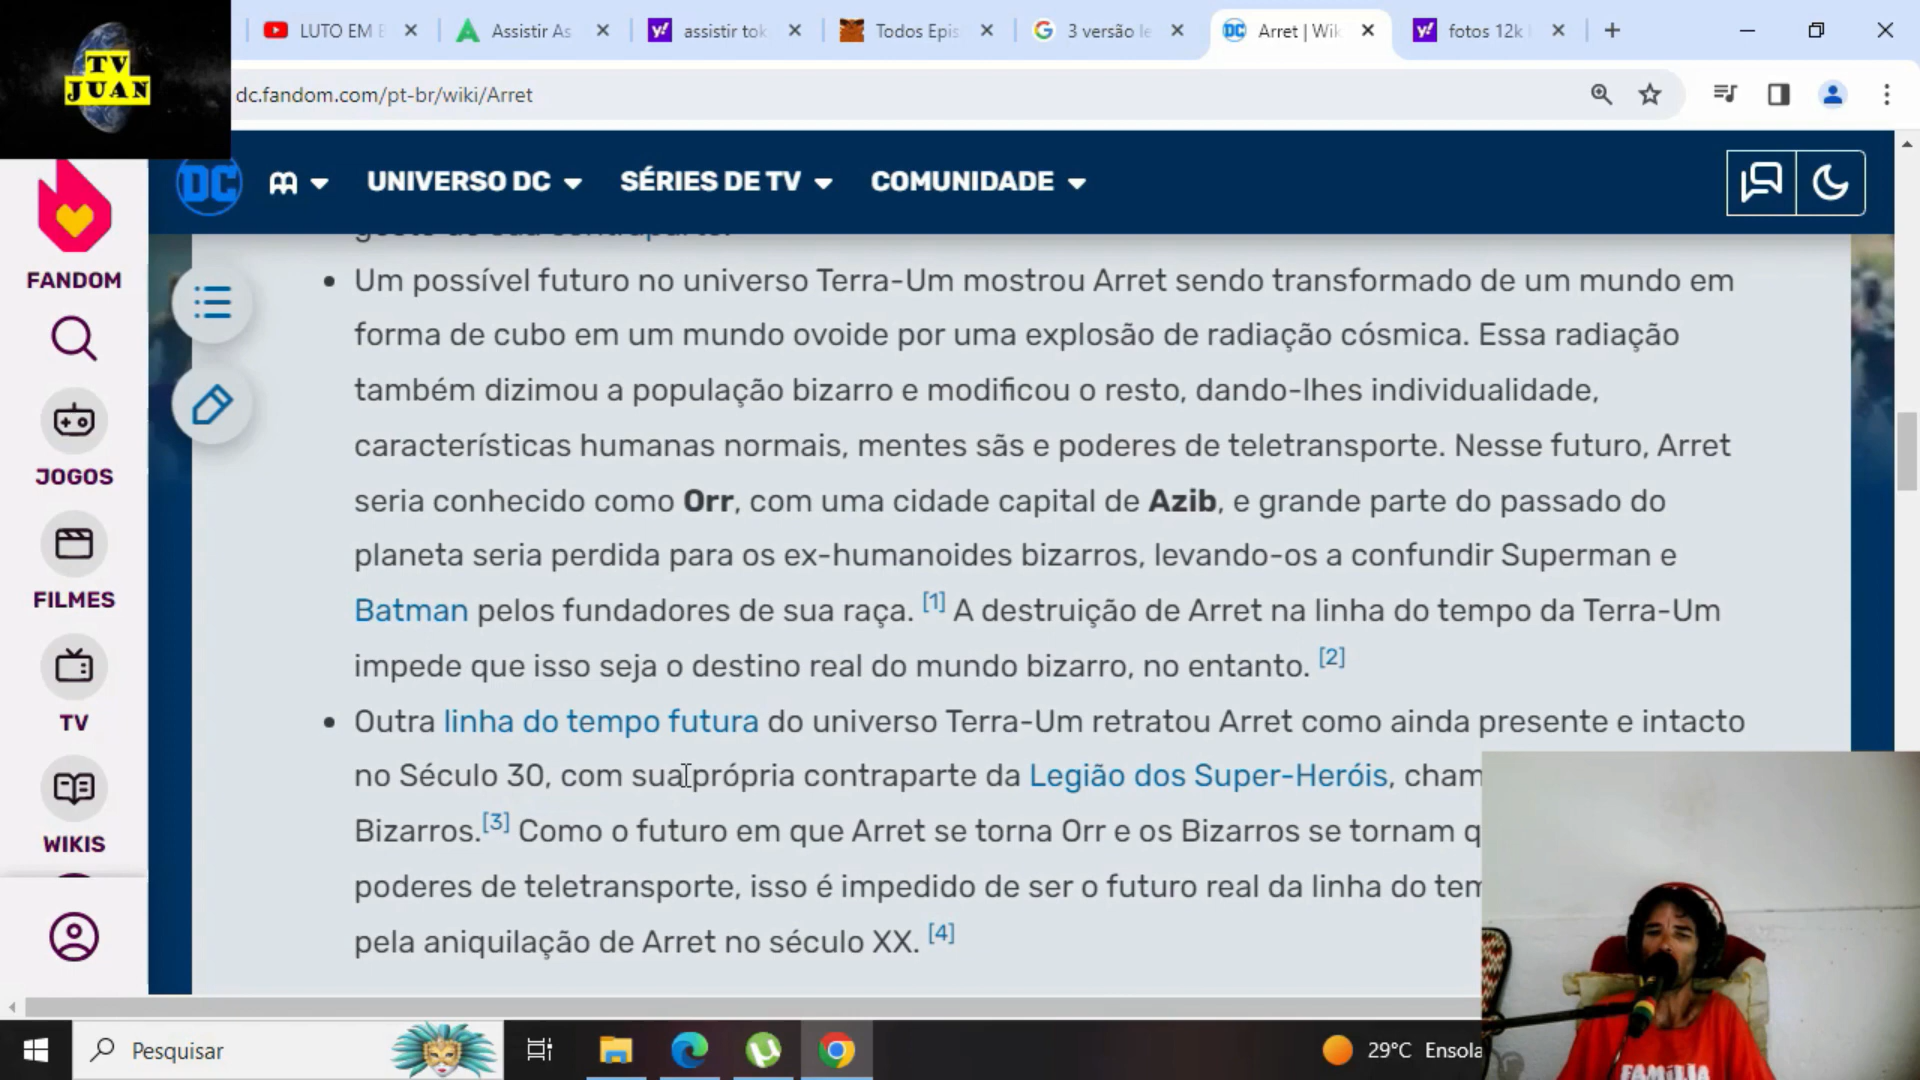 TV
JUAN
LUTO EM
Assistir As
assistir tok
Todos Epis
3 versão le
Arret | Wik
fotos 12k
dc.fandom.com/pt-br/wiki/Arret
DC
UNIVERSO DC
SÉRIES DE TV
COMUNIDADE
FANDOM
JOGOS
FILMES
TV
WIKIS
Um possível futuro no universo Terra-Um mostrou Arret sendo transformado de um mundo em
forma de cubo em um mundo ovoide por uma explosão de radiação cósmica. Essa radiação
também dizimou a população bizarro e modificou o resto, dando-lhes individualidade,
características humanas normais, mentes sãs e poderes de teletransporte. Nesse futuro, Arret
seria conhecido como Orr, com uma cidade capital de Azib, e grande parte do passado do
planeta seria perdida para os ex-humanoides bizarros, levando-os a confundir Superman e
Batman pelos fundadores de sua raça. [1] A destruição de Arret na linha do tempo da Terra-Um
impede que isso seja o destino real do mundo bizarro, no entanto. [2]
Outra linha do tempo futura do universo Terra-Um retratou Arret como ainda presente e intacto
no Século 30, com sua própria contraparte da Legião dos Super-Heróis, cham
Bizarros.[3] Como o futuro em que Arret se torna Orr e os Bizarros se tornam q
poderes de teletransporte, isso é impedido de ser o futuro real da linha do tem
pela aniquilação de Arret no século XX. [4]
Pesquisar
29°C Ensola
FAMÍLIA